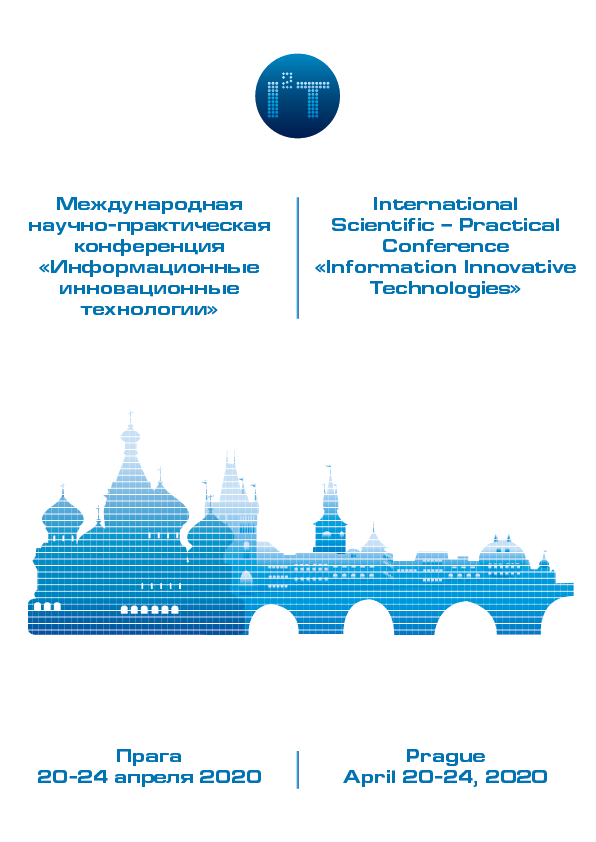 I²T
Международная
научно-практическая
конференция
«Информационные
инновационные
технологии»
International
Scientific – Practical
Conference
«Information Innovative
Technologies»
Прага
20-24 апреля 2020
Prague
April 20-24, 2020